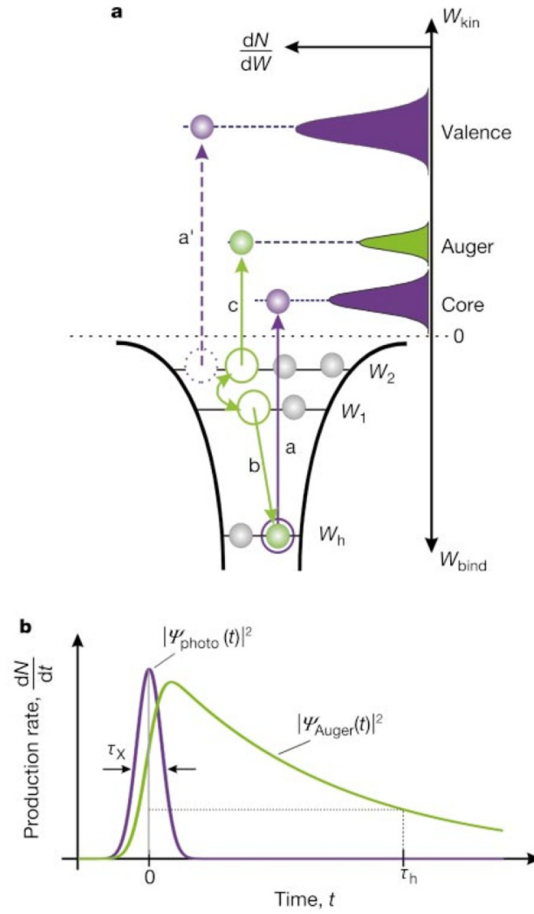 a
W_kin
dN
dW
Valence
a'
Auger
c
Core
0
W_2
W_1
b
a
W_h
W_bind
b
|Ψ_photo (t)|²
Production rate, dN/dt
τ_X
|Ψ_Auger(t)|²
0
τ_h
Time, t